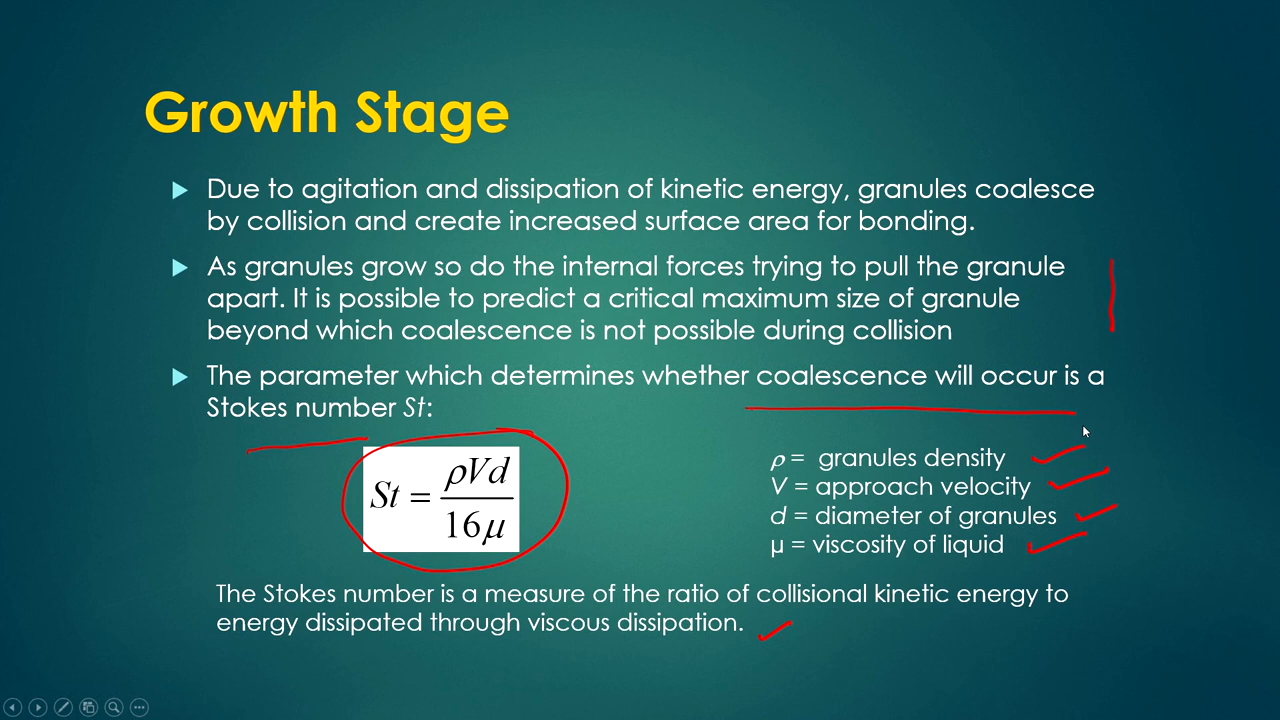 Growth Stage
Due to agitation and dissipation of kinetic energy, granules coalesce
by collision and create increased surface area for bonding.
As granules grow so do the internal forces trying to pull the granule
apart. It is possible to predict a critical maximum size of granule
beyond which coalescence is not possible during collision
The parameter which determines whether coalescence will occur is a
Stokes number St:
St = ρVd / 16μ
ρ = granules density
V = approach velocity
d = diameter of granules
μ = viscosity of liquid
The Stokes number is a measure of the ratio of collisional kinetic energy to
energy dissipated through viscous dissipation.